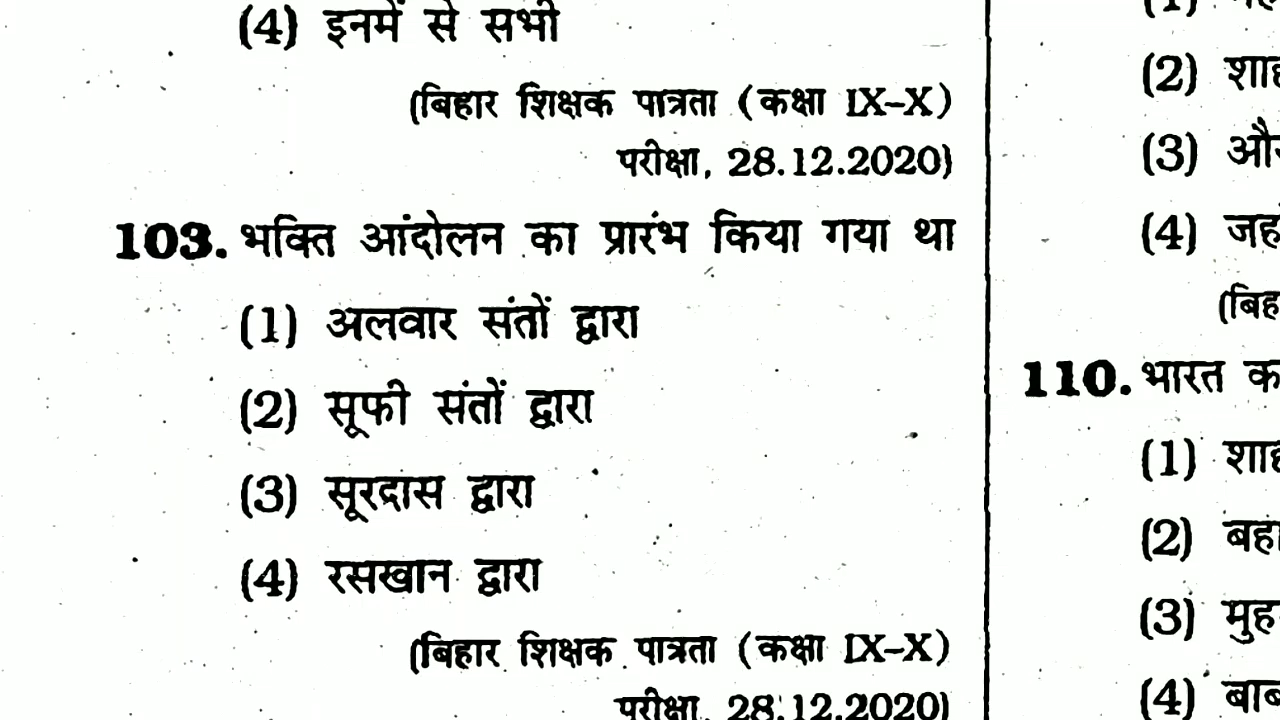 (4) इनमें से सभी
(बिहार शिक्षक पात्रता (कक्षा IX–X)
परीक्षा, 28.12.2020)
103. भक्ति आंदोलन का प्रारंभ किया गया था
(1) अलवार संतों द्वारा
(2) सूफी संतों द्वारा
(3) सूरदास द्वारा
(4) रसखान द्वारा
(बिहार शिक्षक पात्रता (कक्षा IX–X)
परीक्षा, 28.12.2020)
(1)
(2)
(3)
(4)
110. भारत
(1)
(2)
(3)
(4)